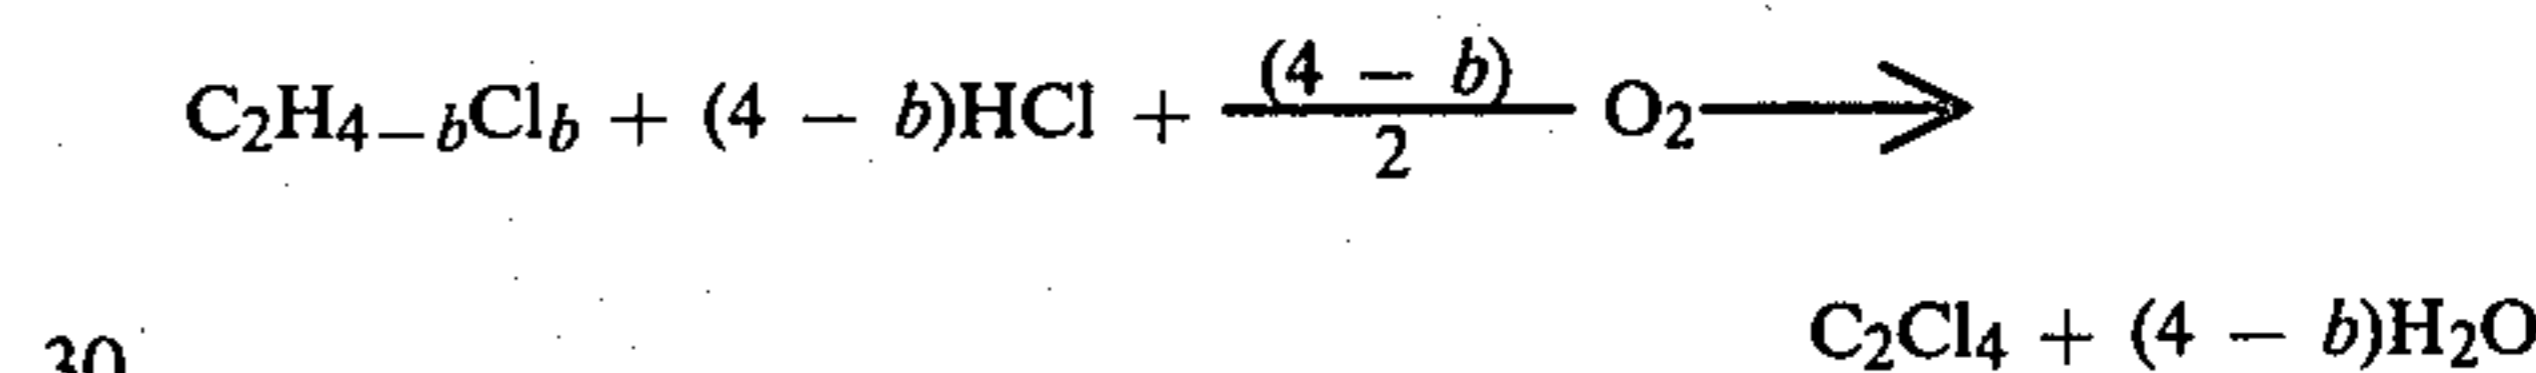 C₂H₄₋bClb + (4 − b)HCl + (4 − b)/2 O₂ ⟶
C₂Cl₄ + (4 − b)H₂O
30